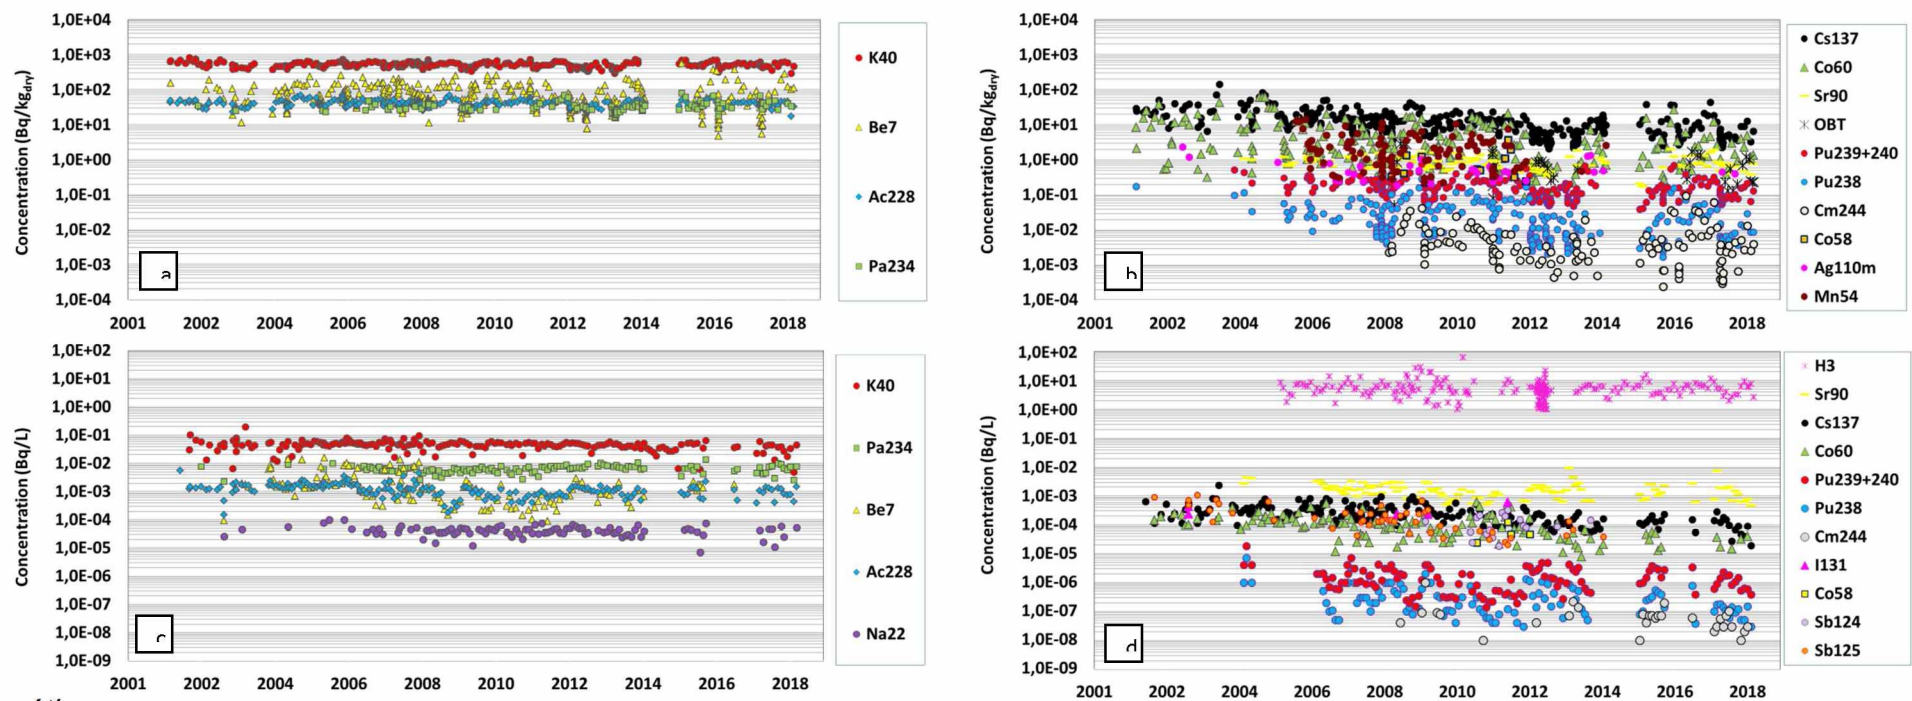 1,0E+04
1,0E+03
1,0E+02
1,0E+01
1,0E+00
1,0E-01
1,0E-02
1,0E-03
1,0E-04
Concentration (Bq/kgdry)
2001 2002 2004 2006 2008 2010 2012 2014 2016 2018
a
K40
Be7
Ac228
Pa234
1,0E+04
1,0E+03
1,0E+02
1,0E+01
1,0E+00
1,0E-01
1,0E-02
1,0E-03
1,0E-04
Concentration (Bq/kgdry)
2001 2002 2004 2006 2008 2010 2012 2014 2016 2018
b
Cs137
Co60
Sr90
OBT
Pu239+240
Pu238
Cm244
Co58
Ag110m
Mn54
1,0E+02
1,0E+01
1,0E+00
1,0E-01
1,0E-02
1,0E-03
1,0E-04
1,0E-05
1,0E-06
1,0E-07
1,0E-08
1,0E-09
Concentration (Bq/L)
2001 2002 2004 2006 2008 2010 2012 2014 2016 2018
c
K40
Pa234
Be7
Ac228
Na22
1,0E+02
1,0E+01
1,0E+00
1,0E-01
1,0E-02
1,0E-03
1,0E-04
1,0E-05
1,0E-06
1,0E-07
1,0E-08
1,0E-09
Concentration (Bq/L)
2001 2002 2004 2006 2008 2010 2012 2014 2016 2018
d
H3
Sr90
Cs137
Co60
Pu239+240
Pu238
Cm244
I131
Co58
Sb124
Sb125